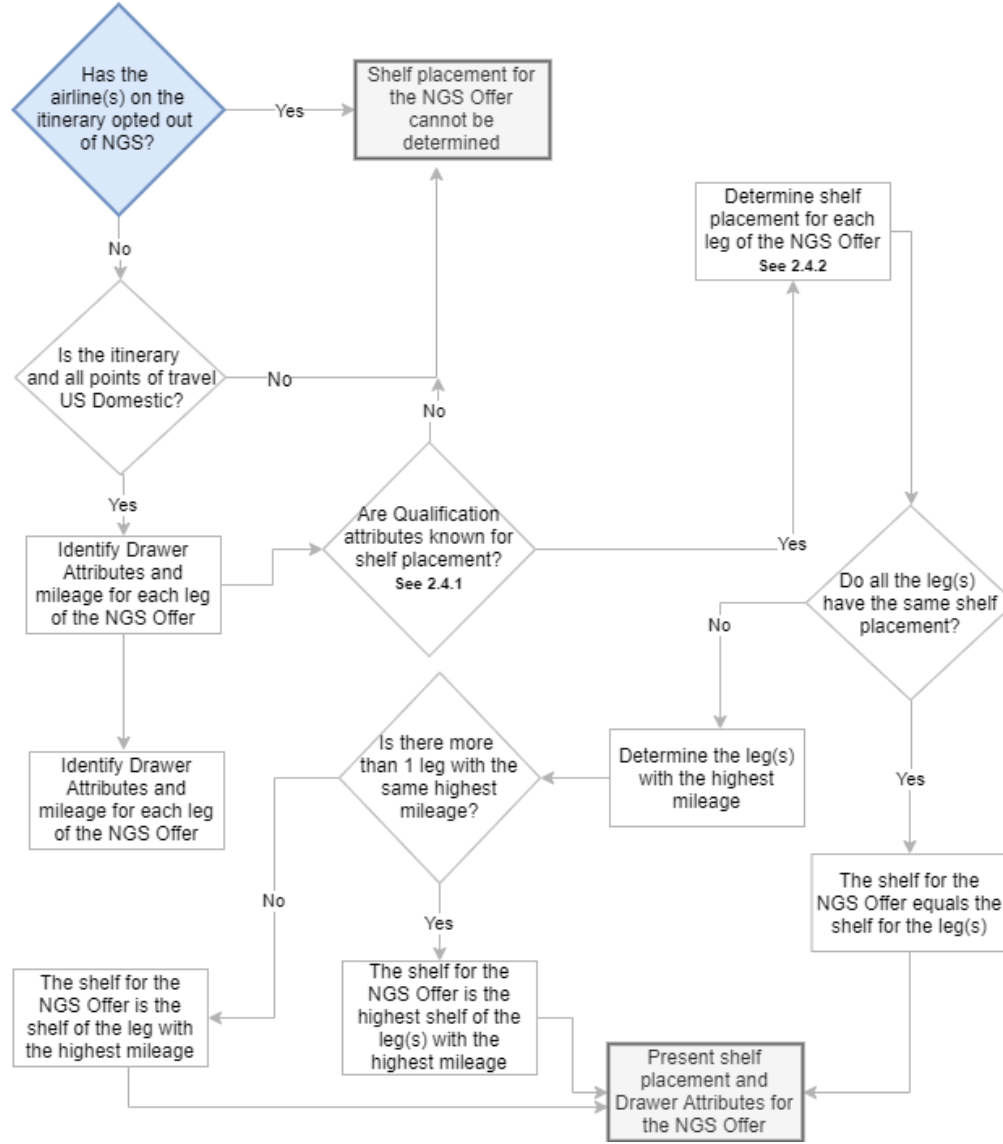 Has the
airline(s) on the
itinerary opted out
of NGS?
Yes
Shelf placement for
the NGS Offer
cannot be
determined
No
Is the itinerary
and all points of travel
US Domestic?
No
Yes
Identify Drawer
Attributes and
mileage for each leg
of the NGS Offer
Identify Drawer
Attributes and
mileage for each leg
of the NGS Offer
No
Are Qualification
attributes known for
shelf placement?
See 2.4.1
Yes
Determine shelf
placement for each
leg of the NGS Offer
See 2.4.2
Do all the leg(s)
have the same shelf
placement?
No
Yes
Determine the leg(s)
with the highest
mileage
Is there more
than 1 leg with the
same highest
mileage?
No
Yes
The shelf for the
NGS Offer equals the
shelf for the leg(s)
The shelf for the
NGS Offer is the
shelf of the leg with
the highest mileage
The shelf for the
NGS Offer is the
highest shelf of the
leg(s) with the
highest mileage
Present shelf
placement and
Drawer Attributes for
the NGS Offer